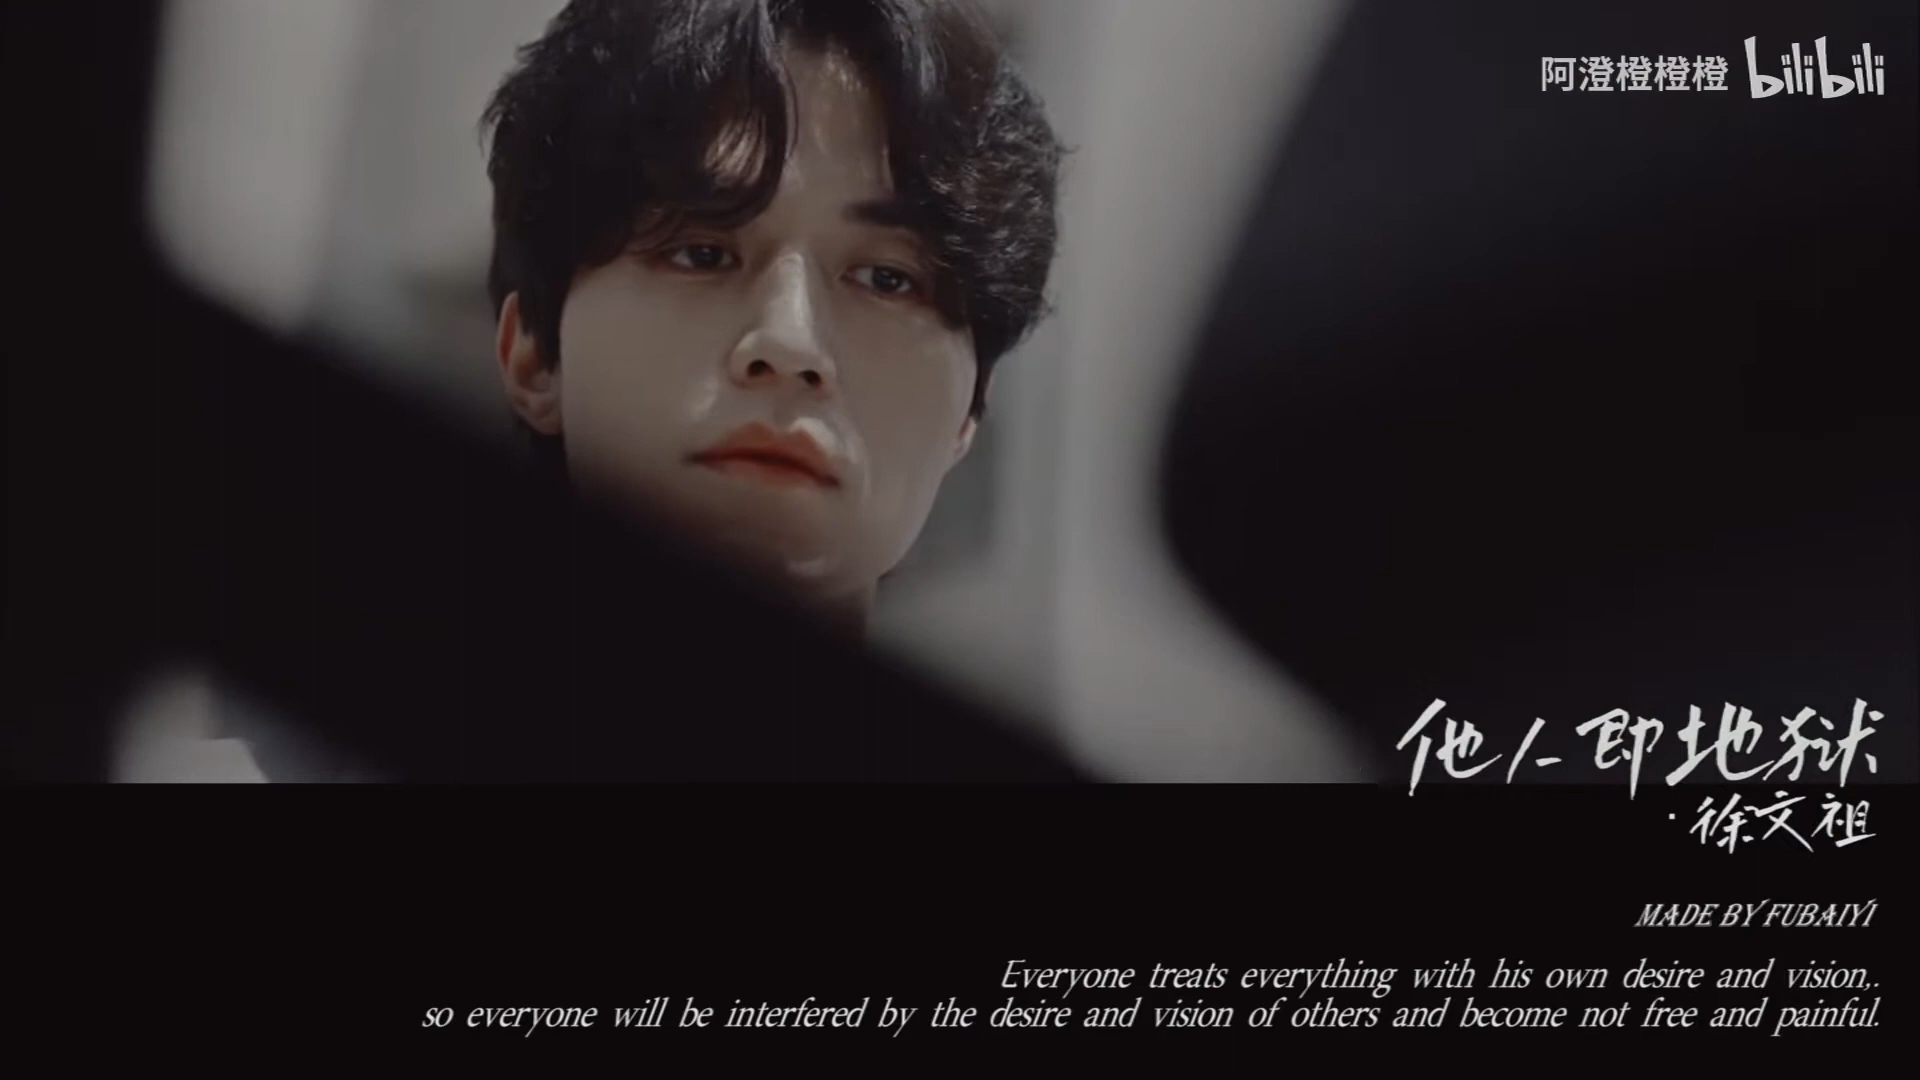 阿澄橙橙橙 bilibili
他人即地狱
·徐文祖
MADE BY FUBAIYI
Everyone treats everything with his own desire and vision,.
so everyone will be interfered by the desire and vision of others and become not free and painful.